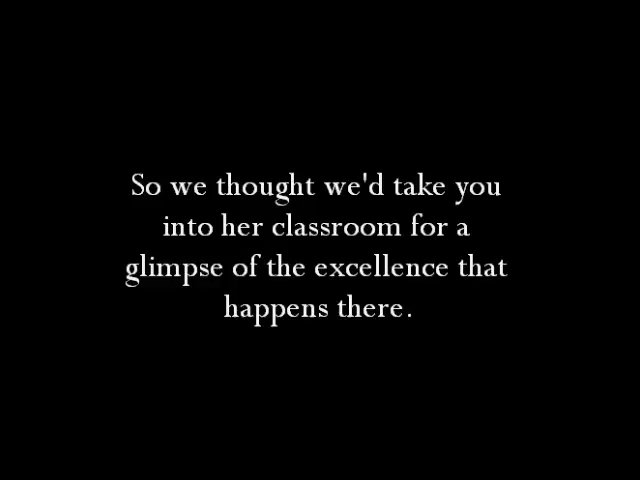 So we thought we'd take you
into her classroom for a
glimpse of the excellence that
happens there.